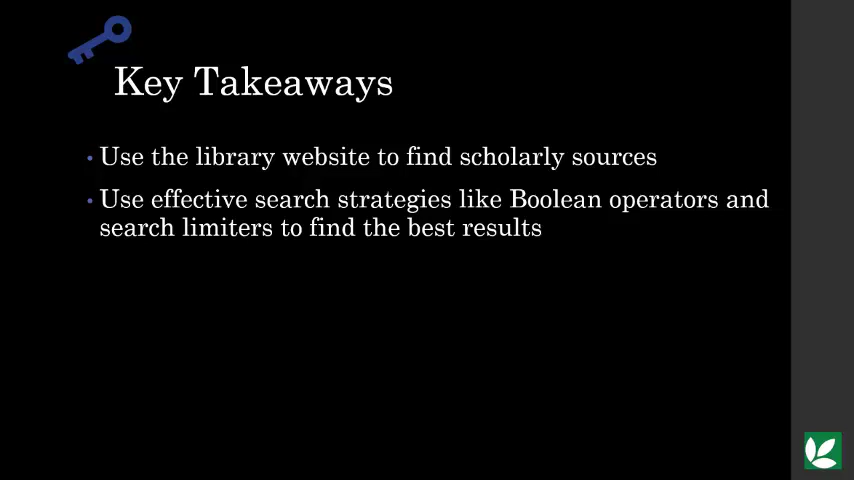 Key Takeaways
• Use the library website to find scholarly sources
• Use effective search strategies like Boolean operators and
search limiters to find the best results